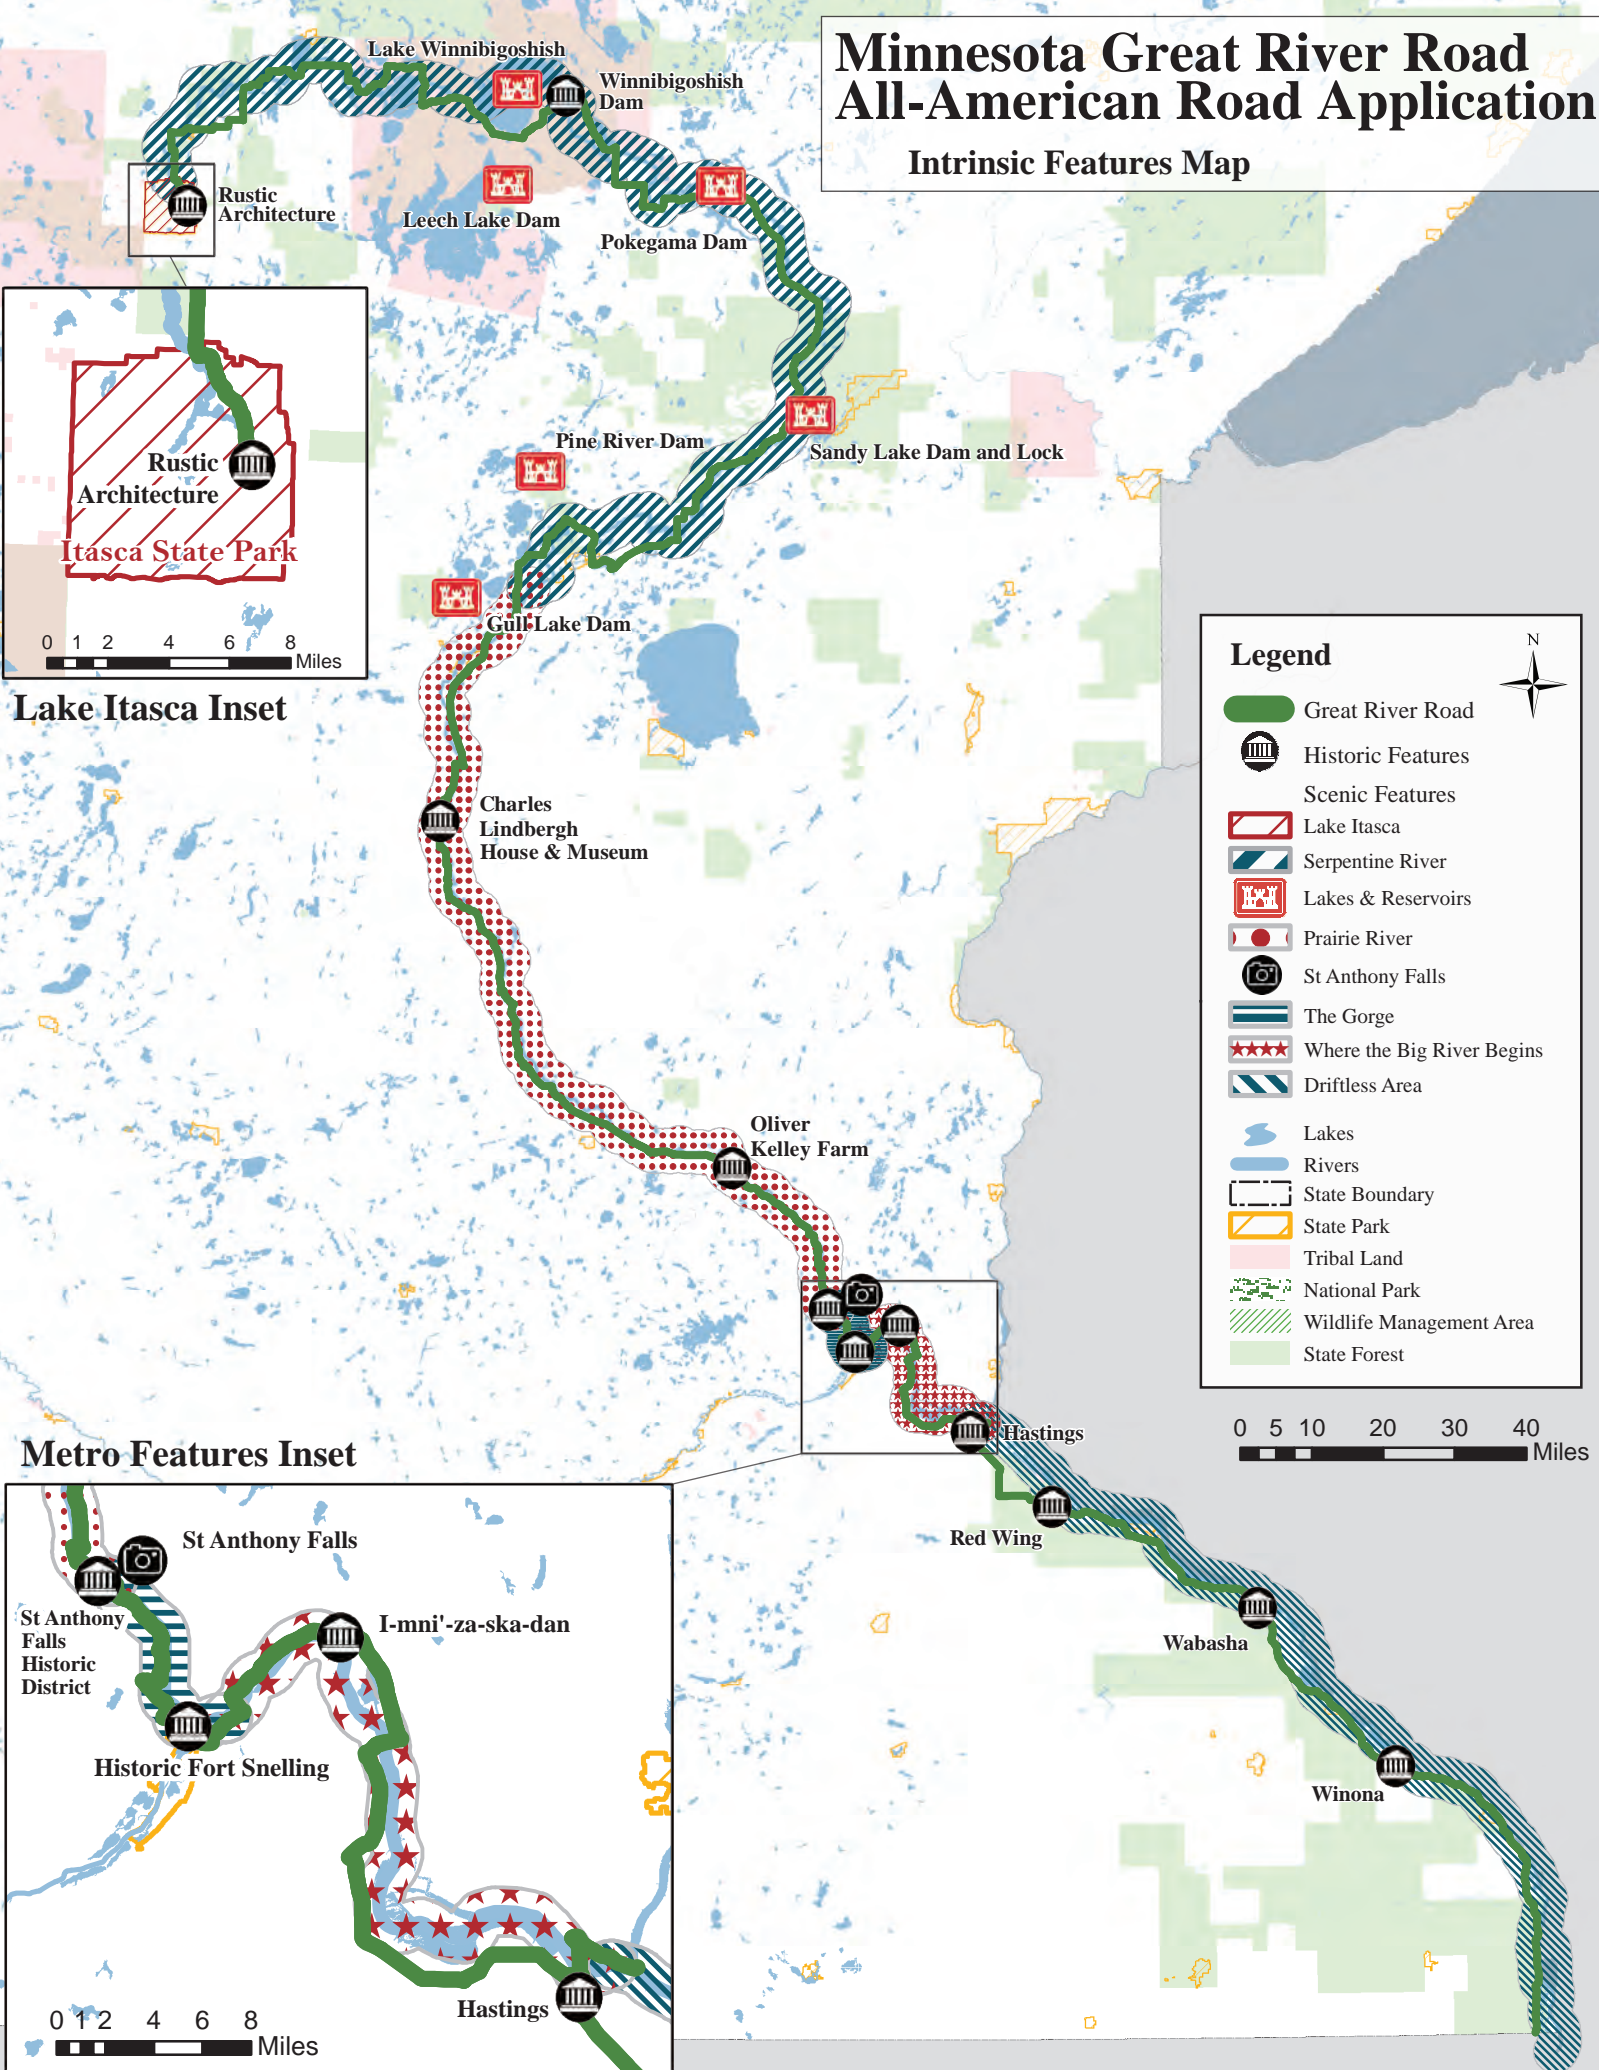 Minnesota Great River Road
All-American Road Application
Intrinsic Features Map
Lake Winnibigoshish
Winnibigoshish
Dam
Rustic
Architecture
Leech Lake Dam
Pokegama Dam
Pine River Dam
Sandy Lake Dam and Lock
Gull Lake Dam
Rustic
Architecture
Itasca State Park
0 1 2 4 6 8
Miles
Lake Itasca Inset
Charles
Lindbergh
House & Museum
Oliver
Kelley Farm
Hastings
Red Wing
Wabasha
Winona
Legend
N
Great River Road
Historic Features
Scenic Features
Lake Itasca
Serpentine River
Lakes & Reservoirs
Prairie River
St Anthony Falls
The Gorge
Where the Big River Begins
Driftless Area
Lakes
Rivers
State Boundary
State Park
Tribal Land
National Park
Wildlife Management Area
State Forest
0 5 10 20 30 40
Miles
Metro Features Inset
St Anthony Falls
St Anthony
Falls
Historic
District
I-mni'-za-ska-dan
Historic Fort Snelling
Hastings
0 1 2 4 6 8
Miles